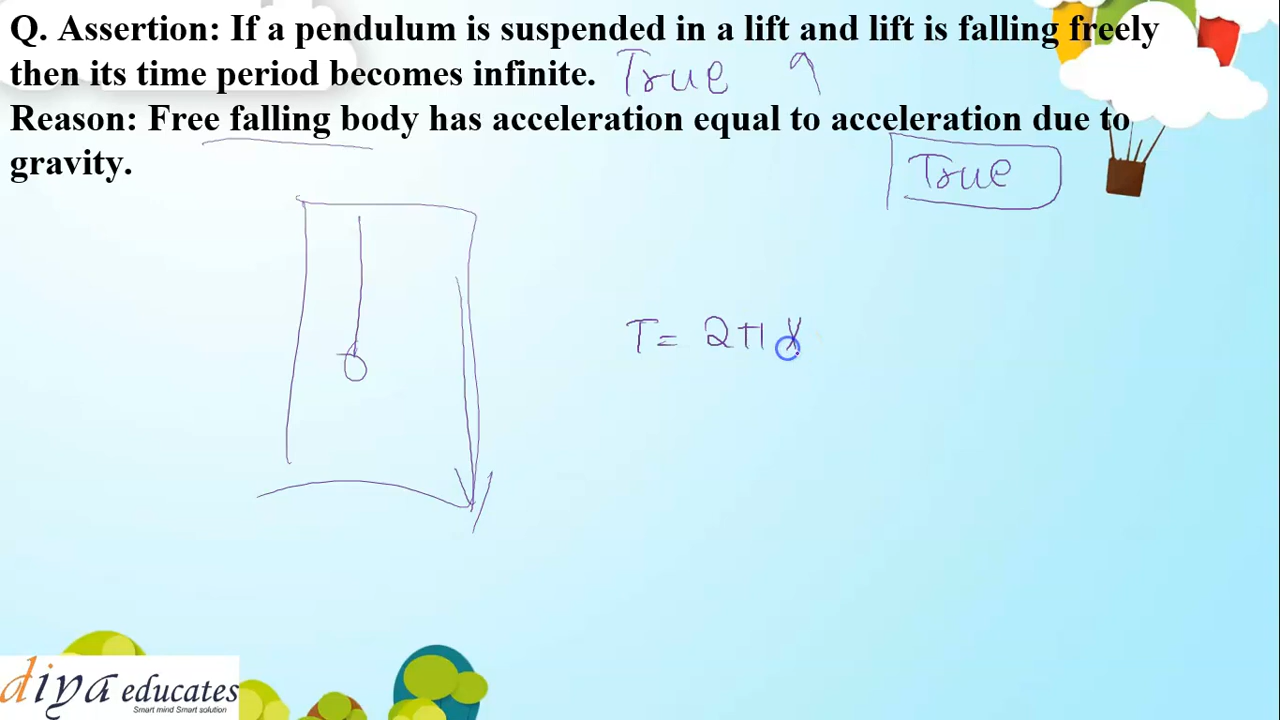 Q. Assertion: If a pendulum is suspended in a lift and lift is falling freely
then its time period becomes infinite. True
Reason: Free falling body has acceleration equal to acceleration due to
gravity. True
T= 2π
diya educates
Smart mind Smart solution